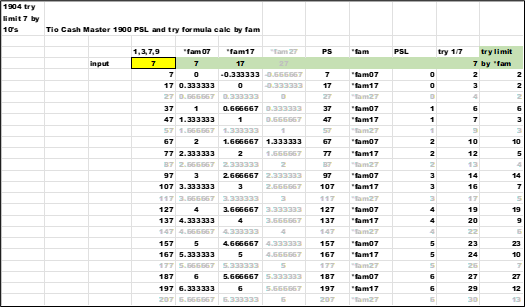 1904 try limit 7 by 10's
Tio Cash Master 1900 PSL and try formula calc by fam
1,3,7,9 *fam07 *fam17 *fam27 PS *fam PSL try 1/7 try limit
input 7 7 17 27 7 by *fam
7 0 -0.333333 -0.666667 7 *fam07 0 2 2
17 0.333333 0 -0.333333 17 *fam17 0 3 2
27 0.666667 0.333333 0 27 *fam27 0 4 2
37 1 0.666667 0.333333 37 *fam07 1 6 6
47 1.333333 1 0.666667 47 *fam17 1 7 3
57 1.666667 1.333333 1 57 *fam27 1 9 3
67 2 1.666667 1.333333 67 *fam07 2 10 10
77 2.333333 2 1.666667 77 *fam17 2 12 5
87 2.666667 2.333333 2 87 *fam27 2 13 4
97 3 2.666667 2.333333 97 *fam07 3 14 14
107 3.333333 3 2.666667 107 *fam17 3 16 7
117 3.666667 3.333333 3 117 *fam27 3 17 5
127 4 3.666667 3.333333 127 *fam07 4 19 19
137 4.333333 4 3.666667 137 *fam17 4 20 9
147 4.666667 4.333333 4 147 *fam27 4 22 6
157 5 4.666667 4.333333 157 *fam07 5 23 23
167 5.333333 5 4.666667 167 *fam17 5 24 10
177 5.666667 5.333333 5 177 *fam27 5 26 7
187 6 5.666667 5.333333 187 *fam07 6 27 27
197 6.333333 6 5.666667 197 *fam17 6 29 12
207 6.666667 6.333333 6 207 *fam27 6 30